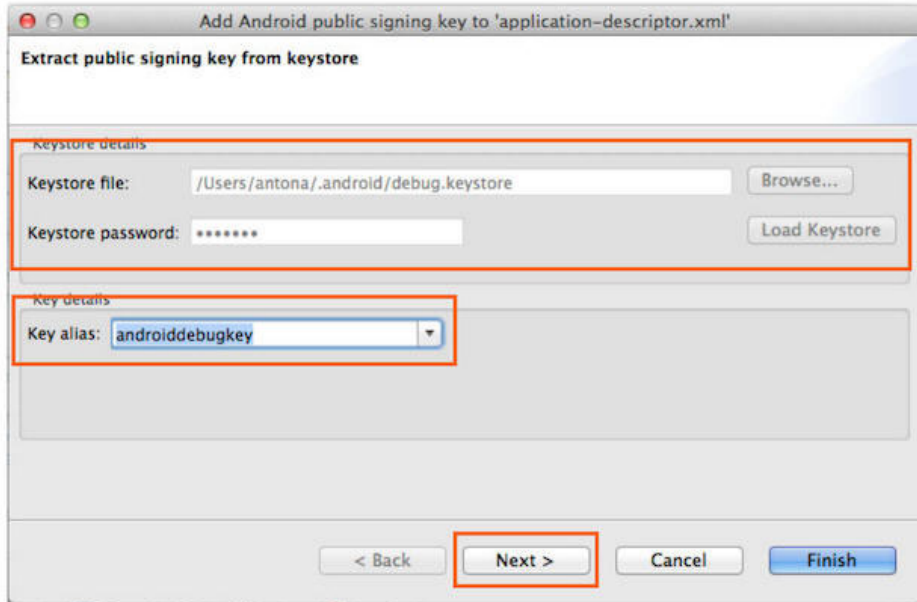 Add Android public signing key to 'application-descriptor.xml'
Extract public signing key from keystore
Keystore details
Keystore file: /Users/antona/.android/debug.keystore Browse...
Keystore password: ••••••• Load Keystore
Key details
Key alias: androiddebugkey
< Back Next > Cancel Finish